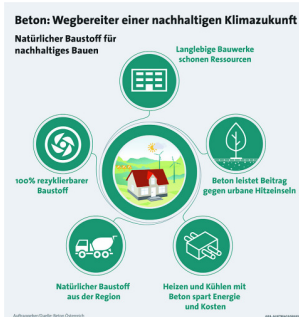 Beton: Wegbereiter einer nachhaltigen Klimazukunft
Natürlicher Baustoff für
nachhaltiges Bauen
Langlebige Bauwerke
schonen Ressourcen
100% rezyklierbarer
Baustoff
Beton leistet Beitrag
gegen urbane Hitzeinseln
Natürlicher Baustoff
aus der Region
Heizen und Kühlen mit
Beton spart Energie
und Kosten